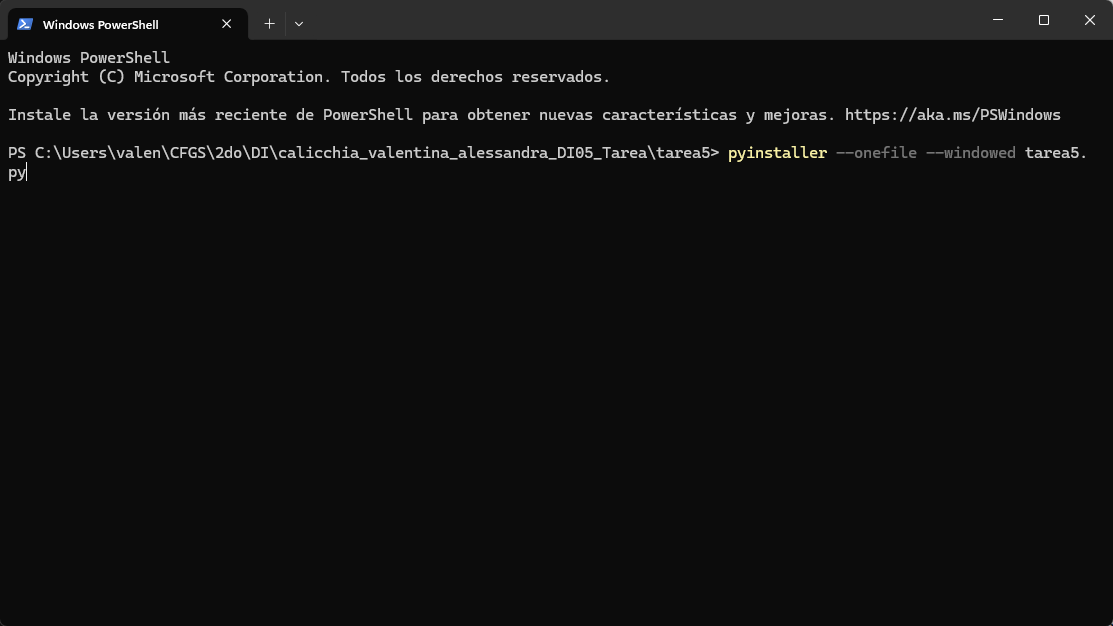 Windows PowerShell
Windows PowerShell
Copyright (C) Microsoft Corporation. Todos los derechos reservados.
Instale la versión más reciente de PowerShell para obtener nuevas características y mejoras. https://aka.ms/PSWindows
PS C:\Users\valen\CFGS\2do\DI\calicchia_valentina_alessandra_DI05_Tarea\tarea5> pyinstaller --onefile --windowed tarea5.
py